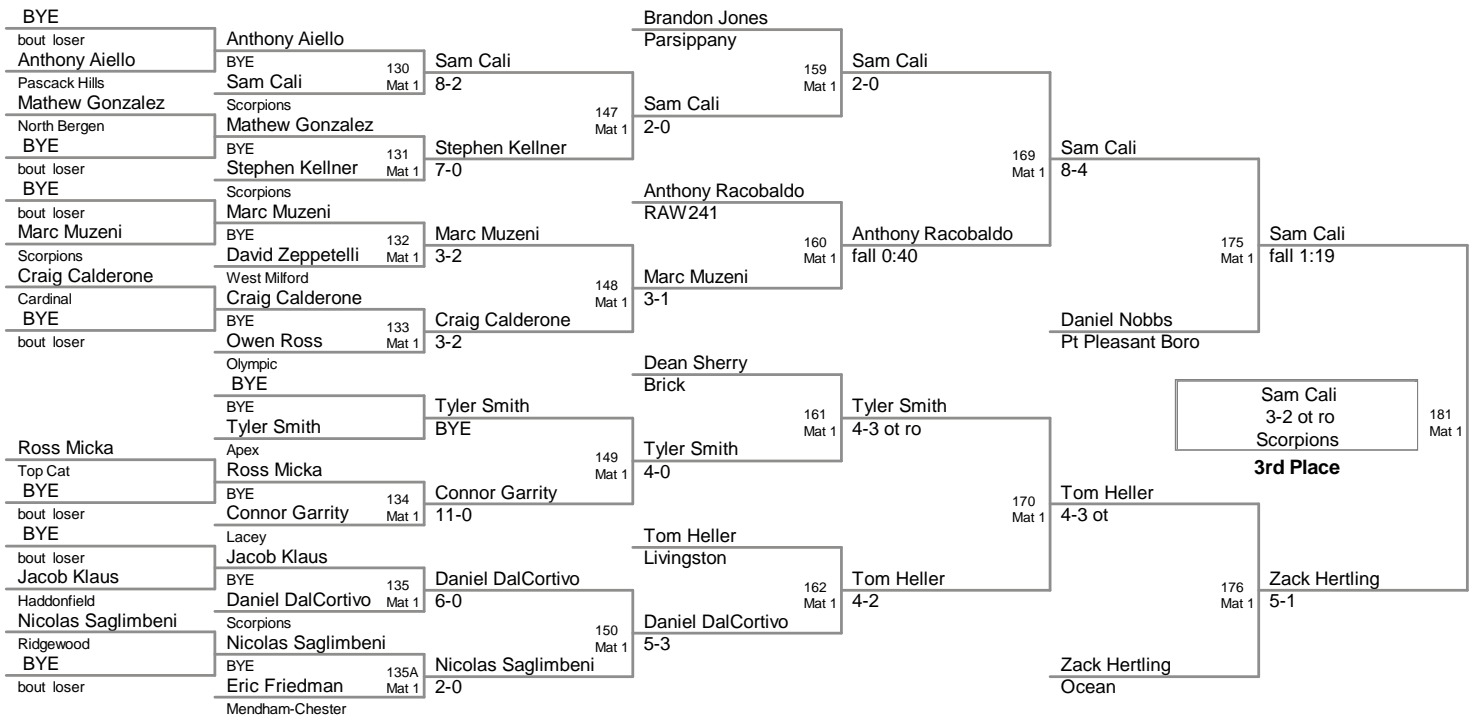 BYE
bout loser
Anthony Aiello
Pascack Hills
Mathew Gonzalez
North Bergen
BYE
bout loser
BYE
bout loser
Marc Muzeni
Scorpions
Craig Calderone
Cardinal
BYE
bout loser
Ross Micka
Top Cat
BYE
bout loser
BYE
bout loser
Jacob Klaus
Haddonfield
Nicolas Saglimbeni
Ridgewood
BYE
bout loser
Anthony Aiello
BYE
130
Sam Cali
Mat 1
Scorpions
Mathew Gonzalez
BYE
131
Stephen Kellner
Mat 1
Scorpions
Marc Muzeni
BYE
132
David Zeppetelli
Mat 1
West Milford
Craig Calderone
BYE
133
Owen Ross
Mat 1
Olympic
BYE
BYE
Tyler Smith
Apex
Ross Micka
BYE
134
Connor Garrity
Mat 1
Lacey
Jacob Klaus
BYE
135
Daniel DalCortivo
Mat 1
Scorpions
Nicolas Saglimbeni
BYE
135A
Eric Friedman
Mat 1
Mendham-Chester
Sam Cali
8-2
147
Mat 1
Stephen Kellner
7-0
Marc Muzeni
3-2
148
Mat 1
Craig Calderone
3-2
Tyler Smith
BYE
149
Mat 1
Connor Garrity
11-0
Daniel DalCortivo
6-0
150
Mat 1
Nicolas Saglimbeni
2-0
Brandon Jones
Parsippany
159
Mat 1
Sam Cali
2-0
Anthony Racobaldo
RAW241
160
Mat 1
Marc Muzeni
3-1
Dean Sherry
Brick
161
Mat 1
Tyler Smith
4-0
Tom Heller
Livingston
162
Mat 1
Daniel DalCortivo
5-3
Sam Cali
2-0
169
Mat 1
Anthony Racobaldo
fall 0:40
Tyler Smith
4-3 ot ro
170
Mat 1
Tom Heller
4-2
Sam Cali
8-4
175
Mat 1
Daniel Nobbs
Pt Pleasant Boro
Tom Heller
4-3 ot
176
Mat 1
Zack Hertling
Ocean
Sam Cali
fall 1:19
Sam Cali
3-2 ot ro
Scorpions
3rd Place
181
Mat 1
Zack Hertling
5-1